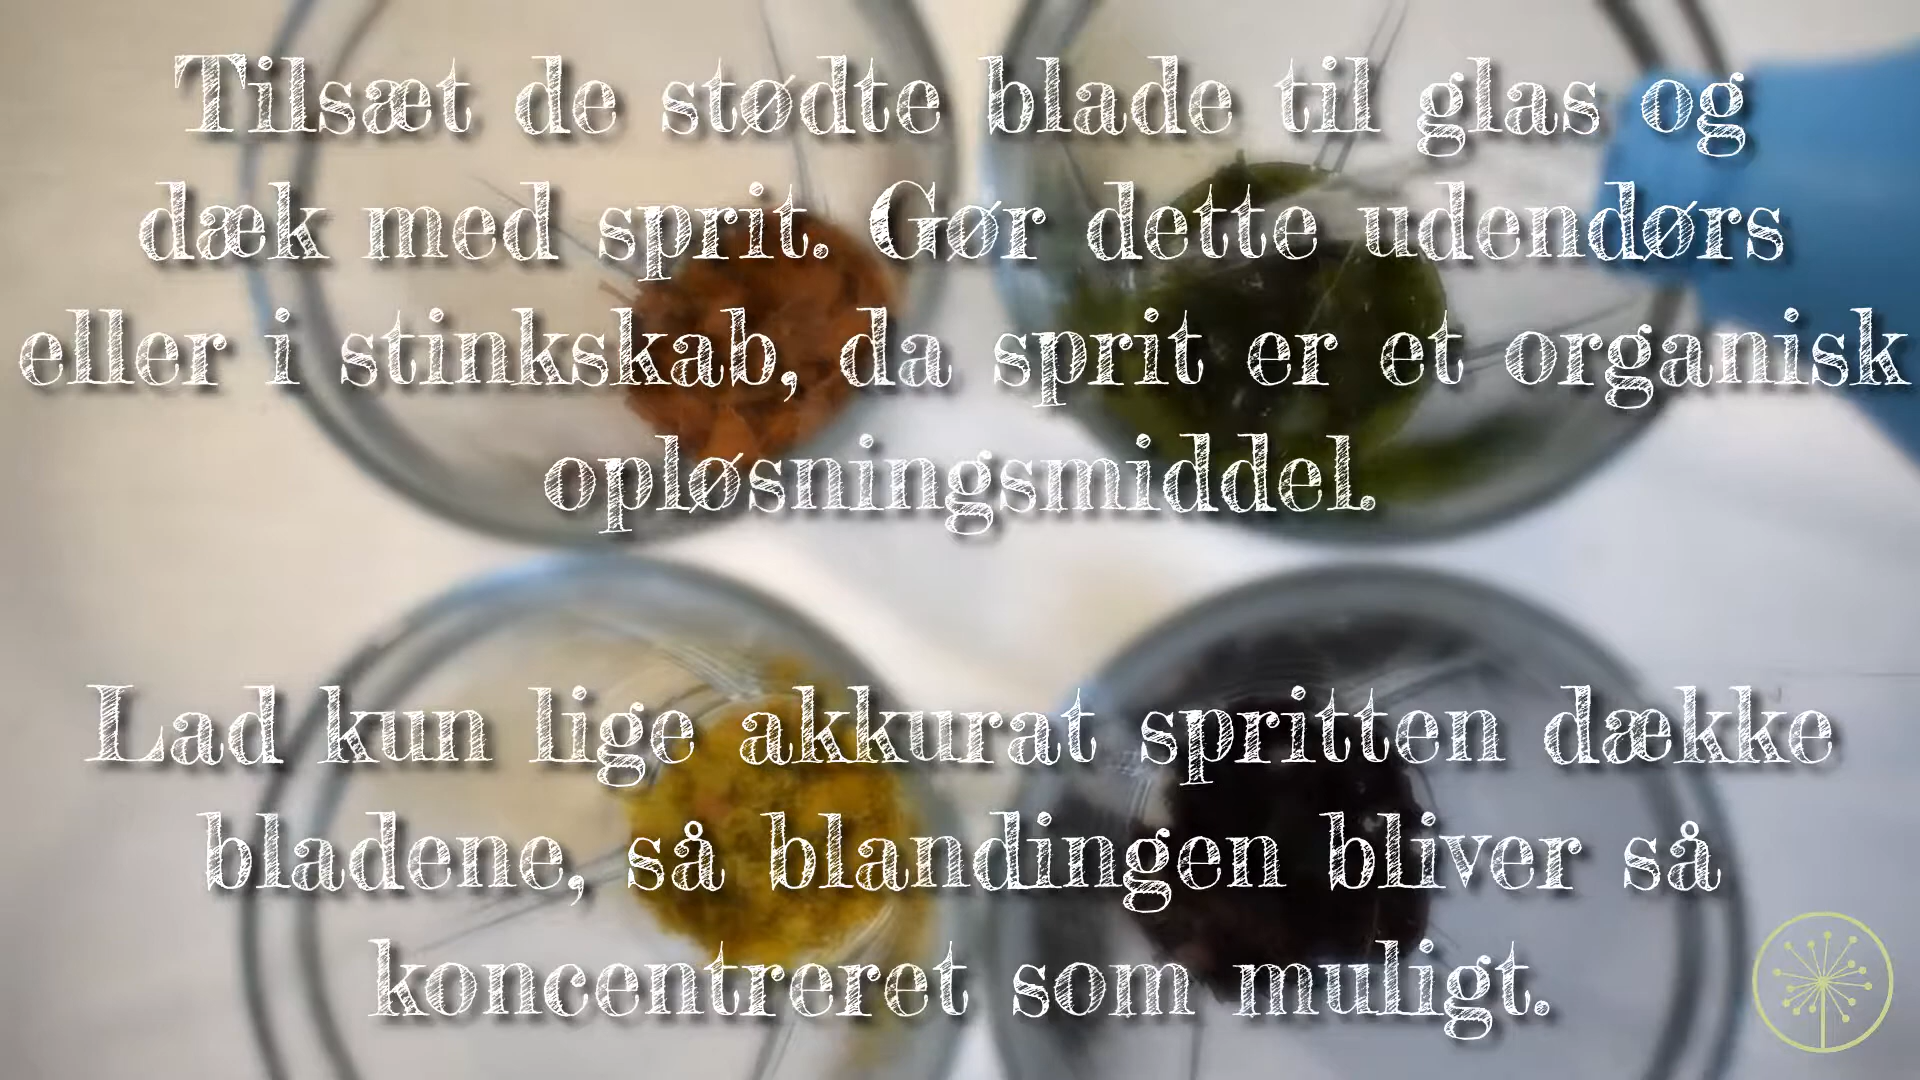 Tilsæt de stødte blade til glas og
dæk med sprit. Gør dette udendørs
eller i stinkskab, da sprit er et organisk
opløsningsmiddel.
Lad kun lige akkurat spritten dække
bladene, så blandingen bliver så
koncentreret som muligt.